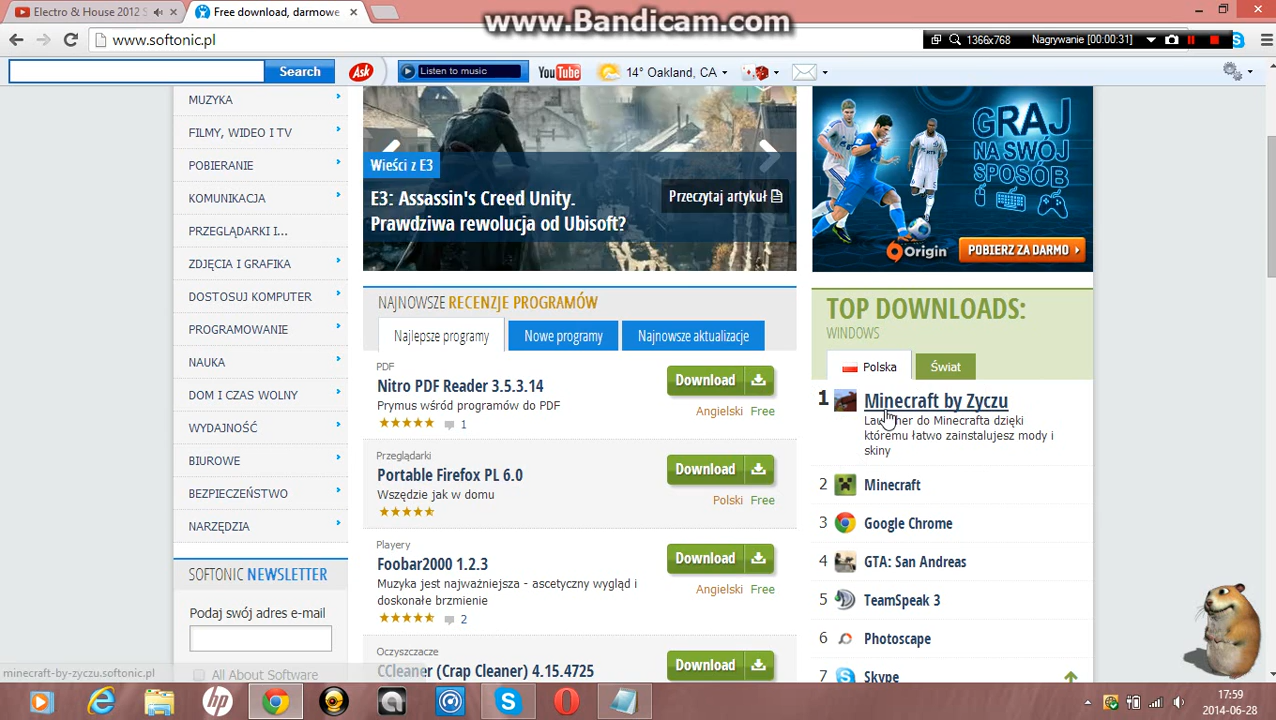 Electro & House 2012 S
Free download, darmowe
www.Bandicam.com
www.softonic.pl
1366x768
Nagrywanie [00:00:31]
Search
Ask
Listen to music
YouTube
14° Oakland, CA
MUZYKA
FILMY, WIDEO I TV
POBIERANIE
KOMUNIKACJA
PRZEGLĄDARKI I...
ZDJĘCIA I GRAFIKA
DOSTOSUJ KOMPUTER
PROGRAMOWANIE
NAUKA
DOM I CZAS WOLNY
WYDAJNOŚĆ
BIUROWE
BEZPIECZEŃSTWO
NARZĘDZIA
SOFTONIC NEWSLETTER
Podaj swój adres e-mail
All About Software
minecraft-by-zyczu.softonic.pl
Wieści z E3
E3: Assassin's Creed Unity.
Prawdziwa rewolucja od Ubisoft?
Przeczytaj artykuł
NAJNOWSZE RECENZJE PROGRAMÓW
Najlepsze programy
Nowe programy
Najnowsze aktualizacje
PDF
Nitro PDF Reader 3.5.3.14
Prymus wśród programów do PDF
1
Download
Angielski Free
Przeglądarki
Portable Firefox PL 6.0
Wszędzie jak w domu
Download
Polski Free
Playery
Foobar2000 1.2.3
Muzyka jest najważniejsza - ascetyczny wygląd i
doskonałe brzmienie
2
Download
Angielski Free
Oczyszczacze
CCleaner (Crap Cleaner) 4.15.4725
Download
GRAJ
NA SWÓJ
SPOSÓB
Origin
POBIERZ ZA DARMO
TOP DOWNLOADS:
WINDOWS
Polska
Świat
1 Minecraft by Zyczu
Launcher do Minecrafta dzięki
któremu łatwo zainstalujesz mody i
skiny
2 Minecraft
3 Google Chrome
4 GTA: San Andreas
5 TeamSpeak 3
6 Photoscape
7 Skype
17:59
2014-06-28